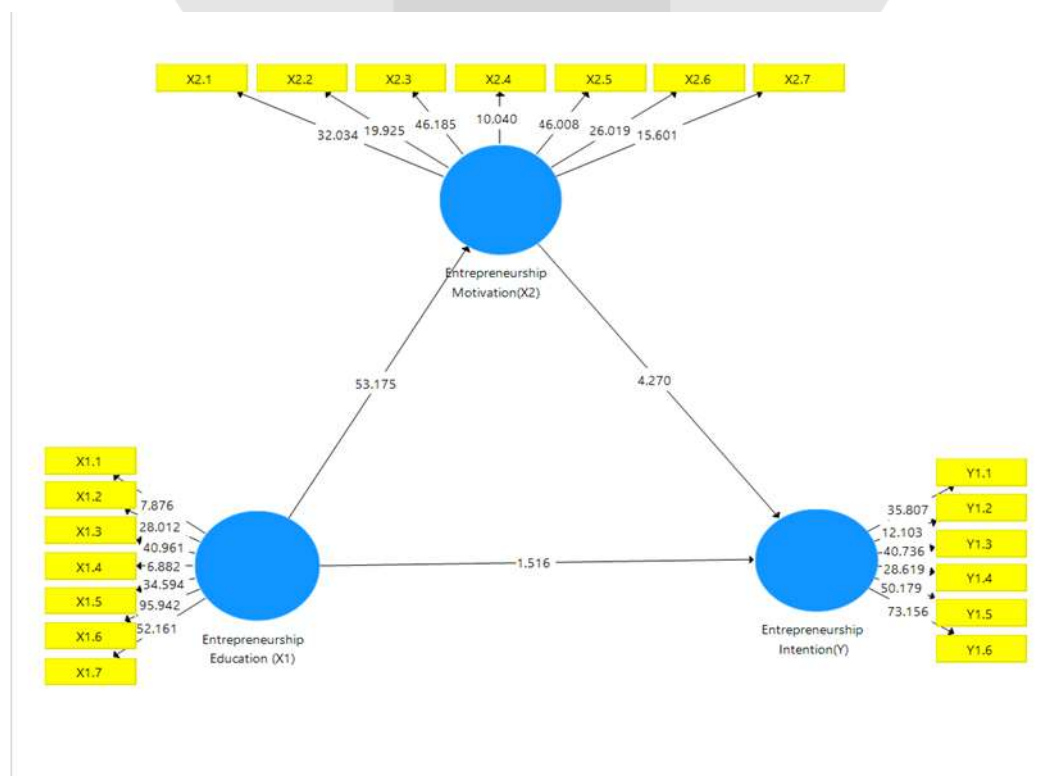 X2.1 X2.2 X2.3 X2.4 X2.5 X2.6 X2.7
32.034 19.925 46.185 10.040 46.008 26.019 15.601
Entrepreneurship
Motivation(X2)
53.175
4.270
X1.1
X1.2
X1.3
X1.4
X1.5
X1.6
X1.7
7.876
28.012
40.961
6.882
34.594
95.942
52.161
Entrepreneurship
Education (X1)
1.516
Entrepreneurship
Intention(Y)
35.807
12.103
40.736
28.619
50.179
73.156
Y1.1
Y1.2
Y1.3
Y1.4
Y1.5
Y1.6